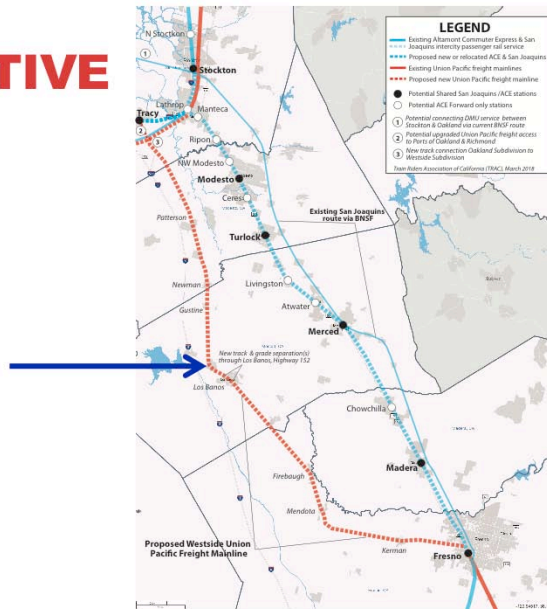 TIVE
LEGEND
Existing Altamont Commuter Express & San
Joaquins intercity passenger rail service
Proposed new or relocated ACE & San Joaquins
Existing Union Pacific freight mainlines
Proposed new Union Pacific freight mainline
Potential Shared San Joaquins /ACE stations
Potential ACE Forward only stations
1 Potential connecting DMU service between
Stockton & Oakland via current BNSF route
2 Potential upgraded Union Pacific freight access
to Ports of Oakland & Richmond
3 New track connection Oakland Subdivision to
Westside Subdivision
Train Riders Association of California (TRAC), March 2018
N Stockton
1
Stockton
Lathrop
Manteca
Tracy
2
3
Ripon
NW Modesto
Modesto
Ceres
Patterson
Existing San Joaquins
route via BNSF
Turlock
Newman
Livingston
Gustine
Atwater
Merced
New track & grade separation(s)
through Los Banos, Highway 152
Los Banos
Chowchilla
Madera
Firebaugh
Mendota
Proposed Westside Union
Pacific Freight Mainline
Kerman
Fresno